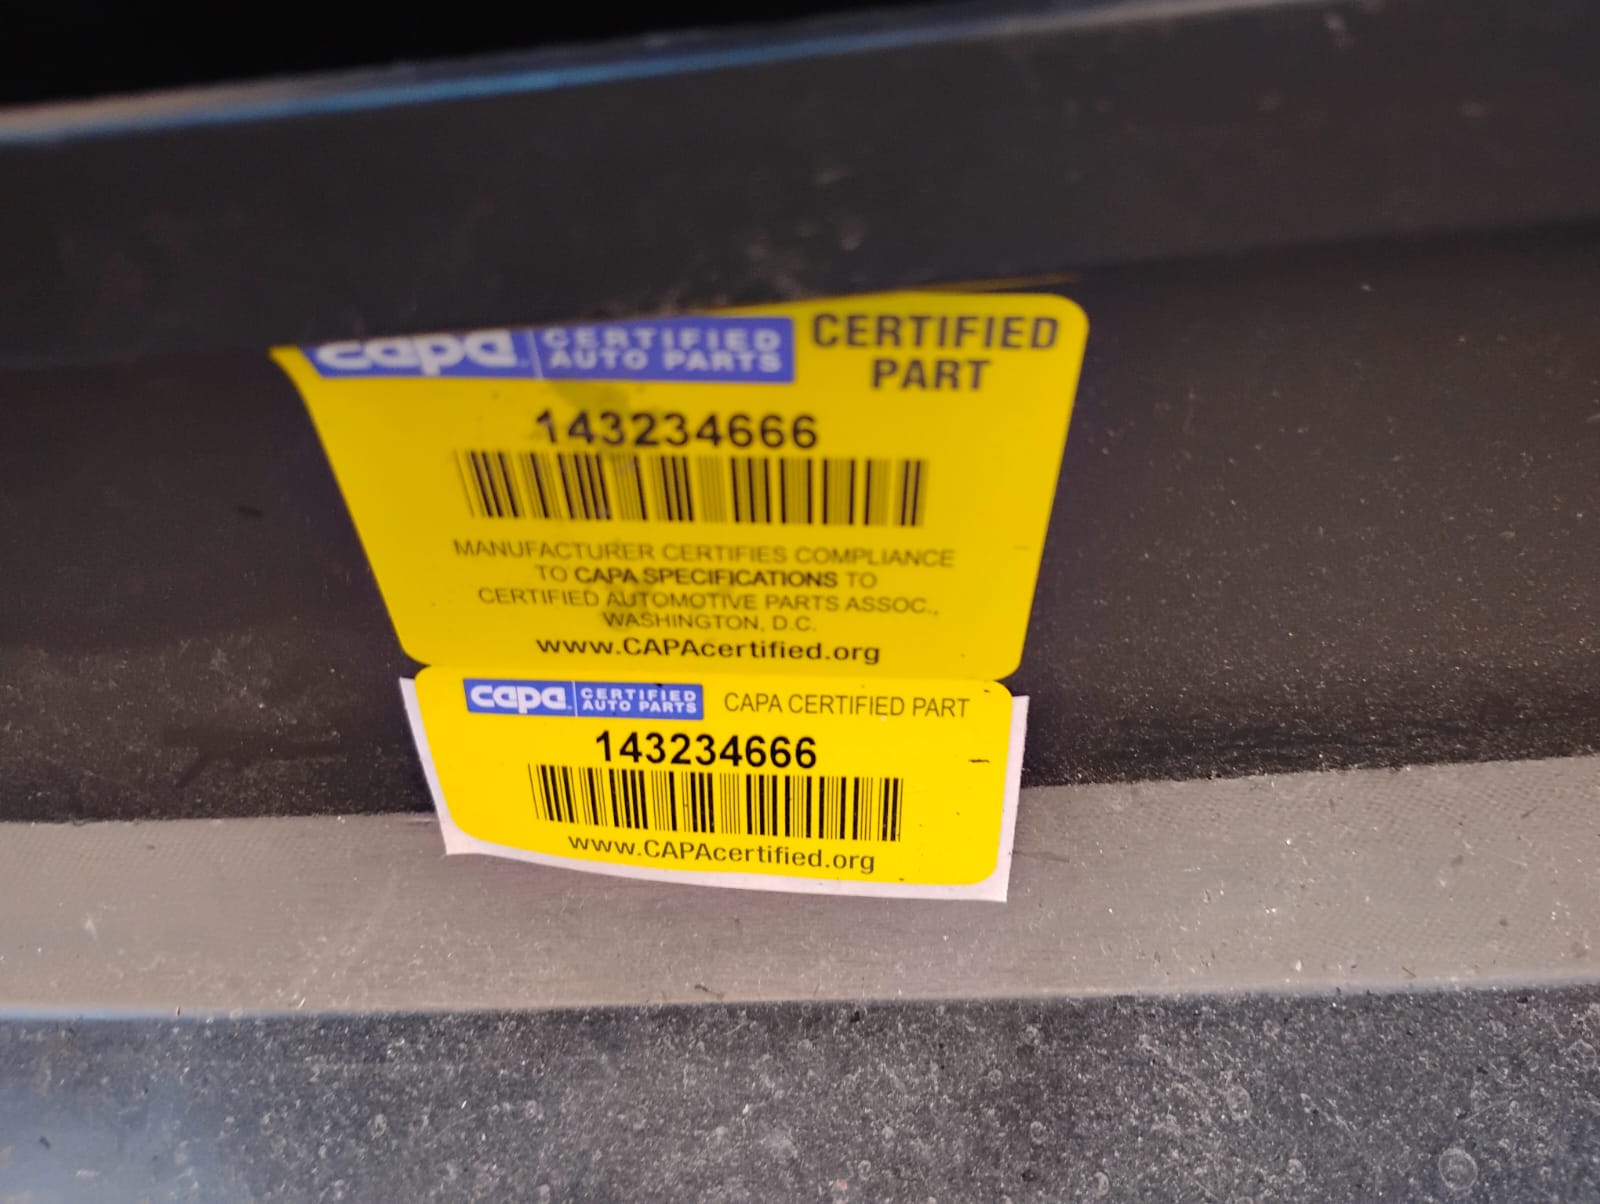 capa CERTIFIED AUTO PARTS
CERTIFIED
PART
143234666
MANUFACTURER CERTIFIES COMPLIANCE
TO CAPA SPECIFICATIONS TO
CERTIFIED AUTOMOTIVE PARTS ASSOC.,
WASHINGTON, D.C.
www.CAPAcertified.org
capa CERTIFIED AUTO PARTS CAPA CERTIFIED PART
143234666
www.CAPAcertified.org